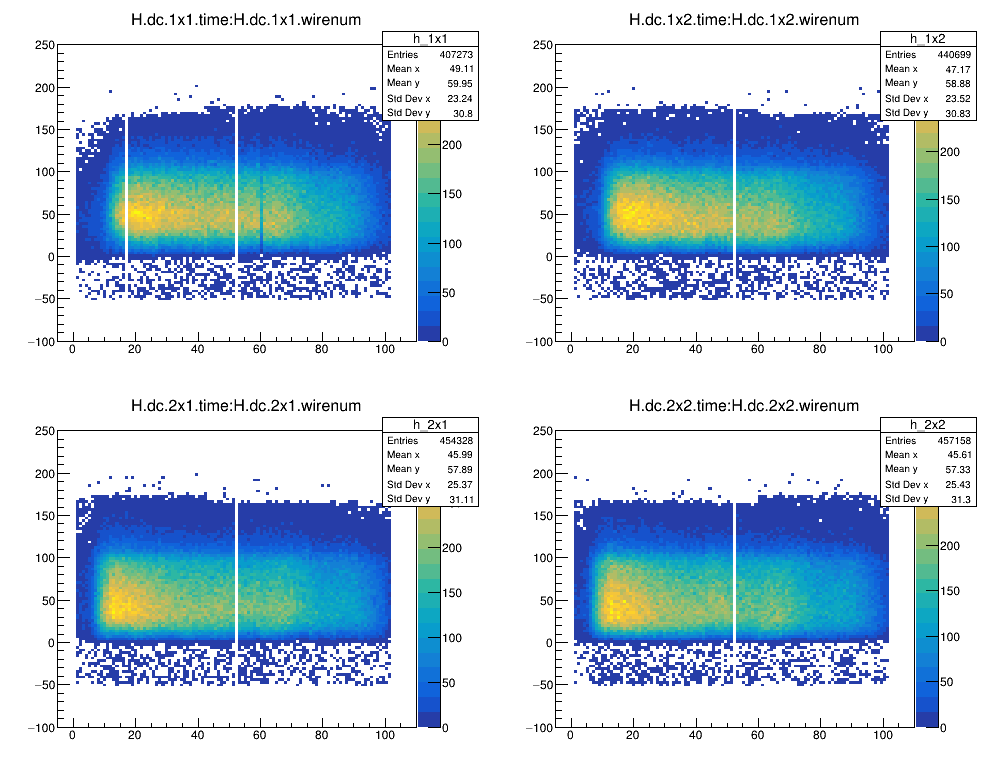 H.dc.1x1.time:H.dc.1x1.wirenum
h_1x1
Entries 407273
Mean x 49.11
Mean y 59.95
Std Dev x 23.24
Std Dev y 30.8
250
200
150
100
50
0
−50
−100
0 20 40 60 80 100
200
150
100
50
0
H.dc.1x2.time:H.dc.1x2.wirenum
h_1x2
Entries 440699
Mean x 47.17
Mean y 58.88
Std Dev x 23.52
Std Dev y 30.83
250
200
150
100
50
0
−50
−100
0 20 40 60 80 100
200
150
100
50
0
H.dc.2x1.time:H.dc.2x1.wirenum
h_2x1
Entries 454328
Mean x 45.99
Mean y 57.89
Std Dev x 25.37
Std Dev y 31.11
250
200
150
100
50
0
−50
−100
0 20 40 60 80 100
200
150
100
50
0
H.dc.2x2.time:H.dc.2x2.wirenum
h_2x2
Entries 457158
Mean x 45.61
Mean y 57.33
Std Dev x 25.43
Std Dev y 31.3
250
200
150
100
50
0
−50
−100
0 20 40 60 80 100
200
150
100
50
0